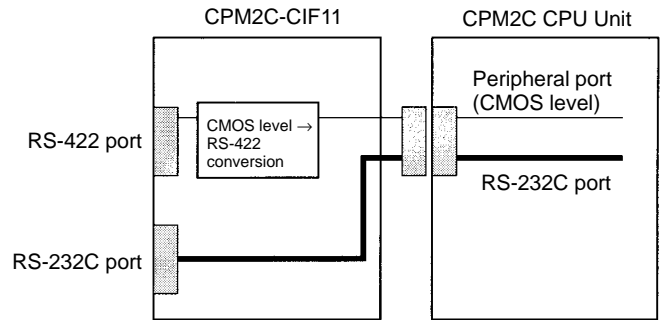 CPM2C-CIF11
CPM2C CPU Unit
Peripheral port
(CMOS level)
RS-422 port
CMOS level →
RS-422
conversion
RS-232C port
RS-232C port